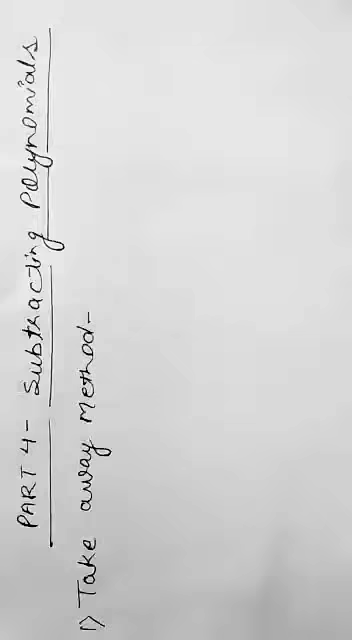 PART 4- Subtracting Polynomials
1) Take away Method-